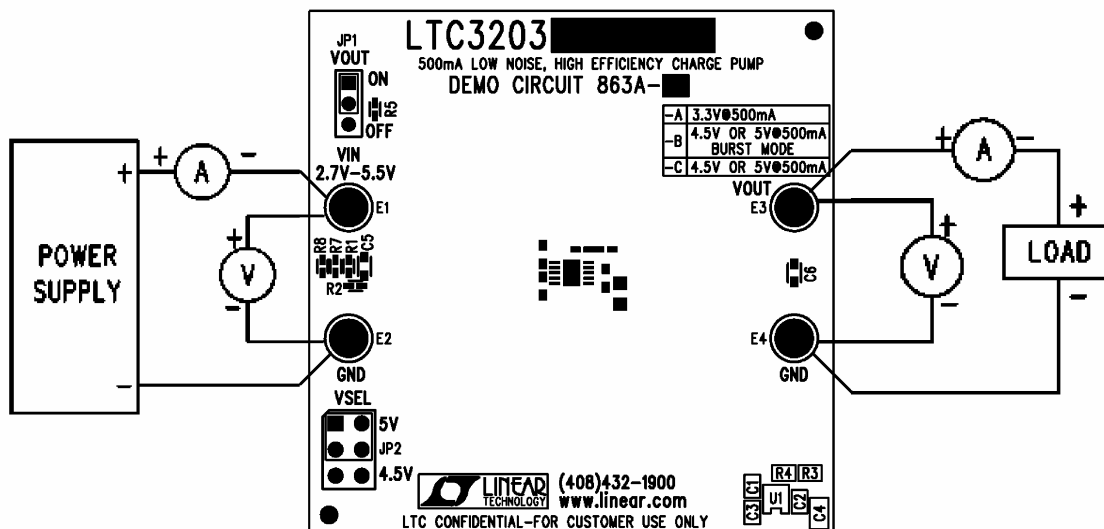 LTC3203
500mA LOW NOISE, HIGH EFFICIENCY CHARGE PUMP
DEMO CIRCUIT 863A-
JP1
VOUT
ON
R5
OFF
-A 3.3V@500mA
-B 4.5V OR 5V@500mA
BURST MODE
-C 4.5V OR 5V@500mA
VIN
2.7V-5.5V
VOUT
+ A -
+ A -
POWER
SUPPLY
+
-
E1
E3
+
V
-
R8
R7
R1
C5
R2
C6
+
V
-
+
LOAD
-
E2
E4
GND
GND
VSEL
5V
JP2
4.5V
LINEAR
TECHNOLOGY
(408)432-1900
www.linear.com
LTC CONFIDENTIAL-FOR CUSTOMER USE ONLY
R4 R3
C1
C3
U1
C2
C4